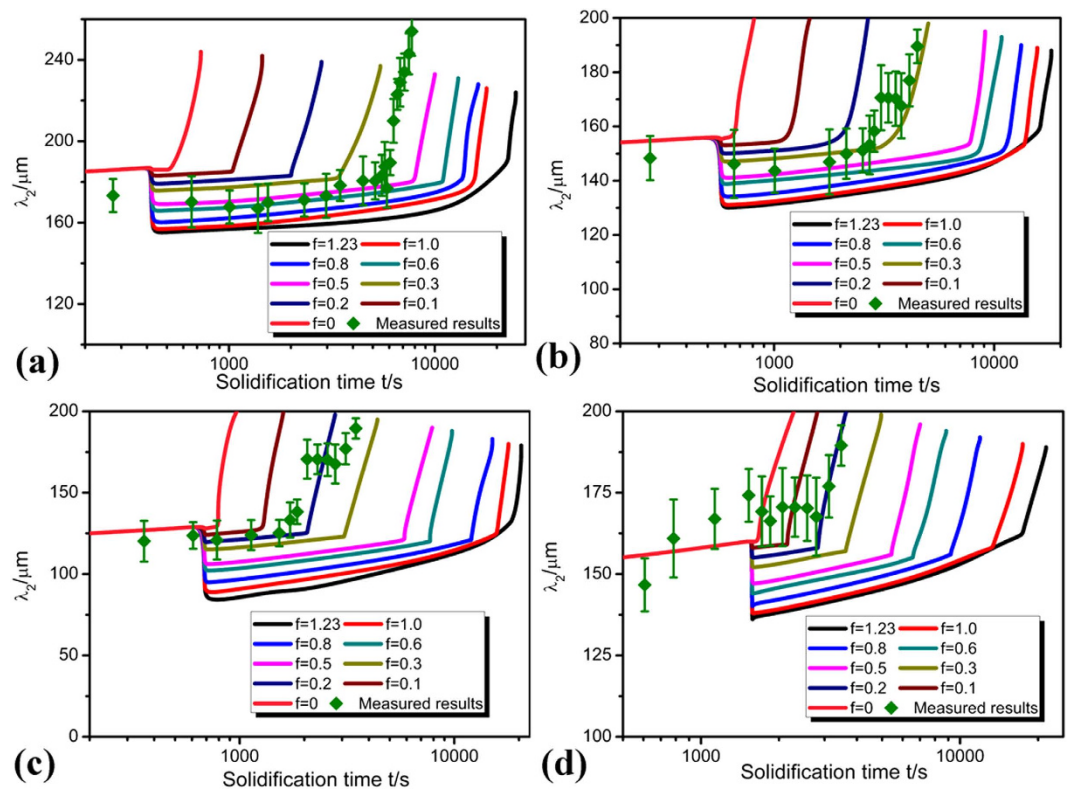 240
200
160
120
λ2/μm
f=1.23 f=1.0
f=0.8 f=0.6
f=0.5 f=0.3
f=0.2 f=0.1
f=0 Measured results
1000 10000
Solidification time t/s
(a)
200
180
160
140
120
100
80
λ2/μm
f=1.23 f=1.0
f=0.8 f=0.6
f=0.5 f=0.3
f=0.2 f=0.1
f=0 Measured results
1000 10000
Solidification time t/s
(b)
200
150
100
50
0
λ2/μm
f=1.23 f=1.0
f=0.8 f=0.6
f=0.5 f=0.3
f=0.2 f=0.1
f=0 Measured results
1000 10000
Solidification time t/s
(c)
200
175
150
125
100
λ2/μm
f=1.23 f=1.0
f=0.8 f=0.6
f=0.5 f=0.3
f=0.2 f=0.1
f=0 Measured results
1000 10000
Solidification time t/s
(d)